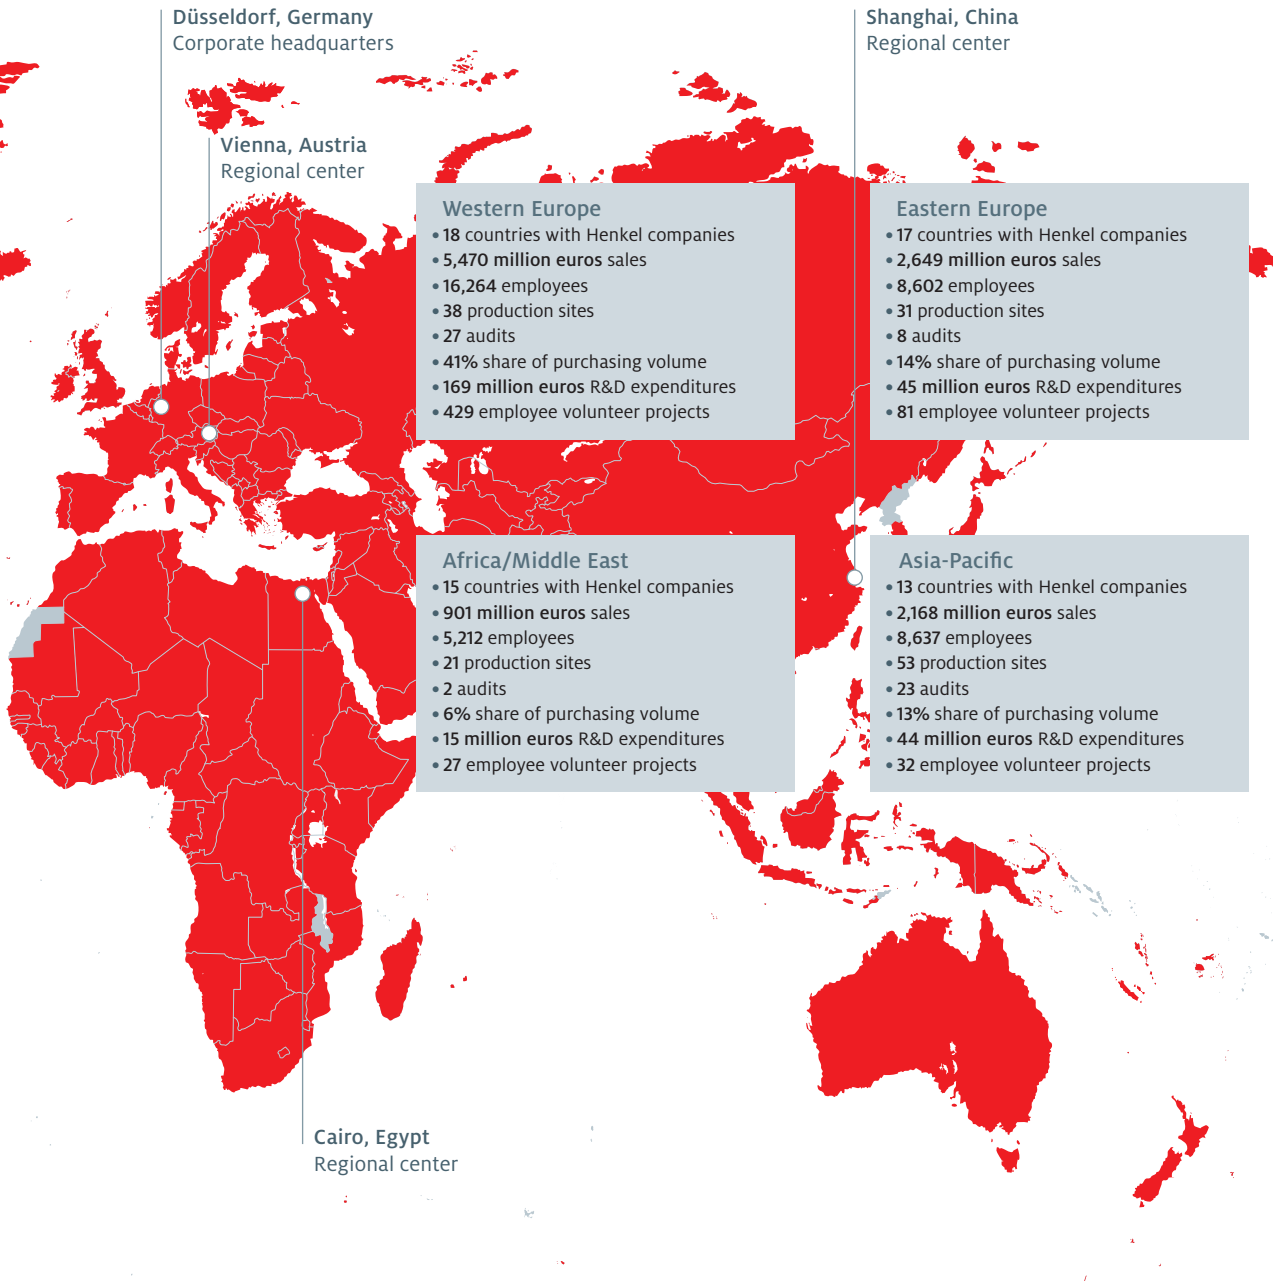 Düsseldorf, Germany
Corporate headquarters
Shanghai, China
Regional center
Vienna, Austria
Regional center
Western Europe
• 18 countries with Henkel companies
• 5,470 million euros sales
• 16,264 employees
• 38 production sites
• 27 audits
• 41% share of purchasing volume
• 169 million euros R&D expenditures
• 429 employee volunteer projects
Eastern Europe
• 17 countries with Henkel companies
• 2,649 million euros sales
• 8,602 employees
• 31 production sites
• 8 audits
• 14% share of purchasing volume
• 45 million euros R&D expenditures
• 81 employee volunteer projects
Africa/Middle East
• 15 countries with Henkel companies
• 901 million euros sales
• 5,212 employees
• 21 production sites
• 2 audits
• 6% share of purchasing volume
• 15 million euros R&D expenditures
• 27 employee volunteer projects
Asia-Pacific
• 13 countries with Henkel companies
• 2,168 million euros sales
• 8,637 employees
• 53 production sites
• 23 audits
• 13% share of purchasing volume
• 44 million euros R&D expenditures
• 32 employee volunteer projects
Cairo, Egypt
Regional center